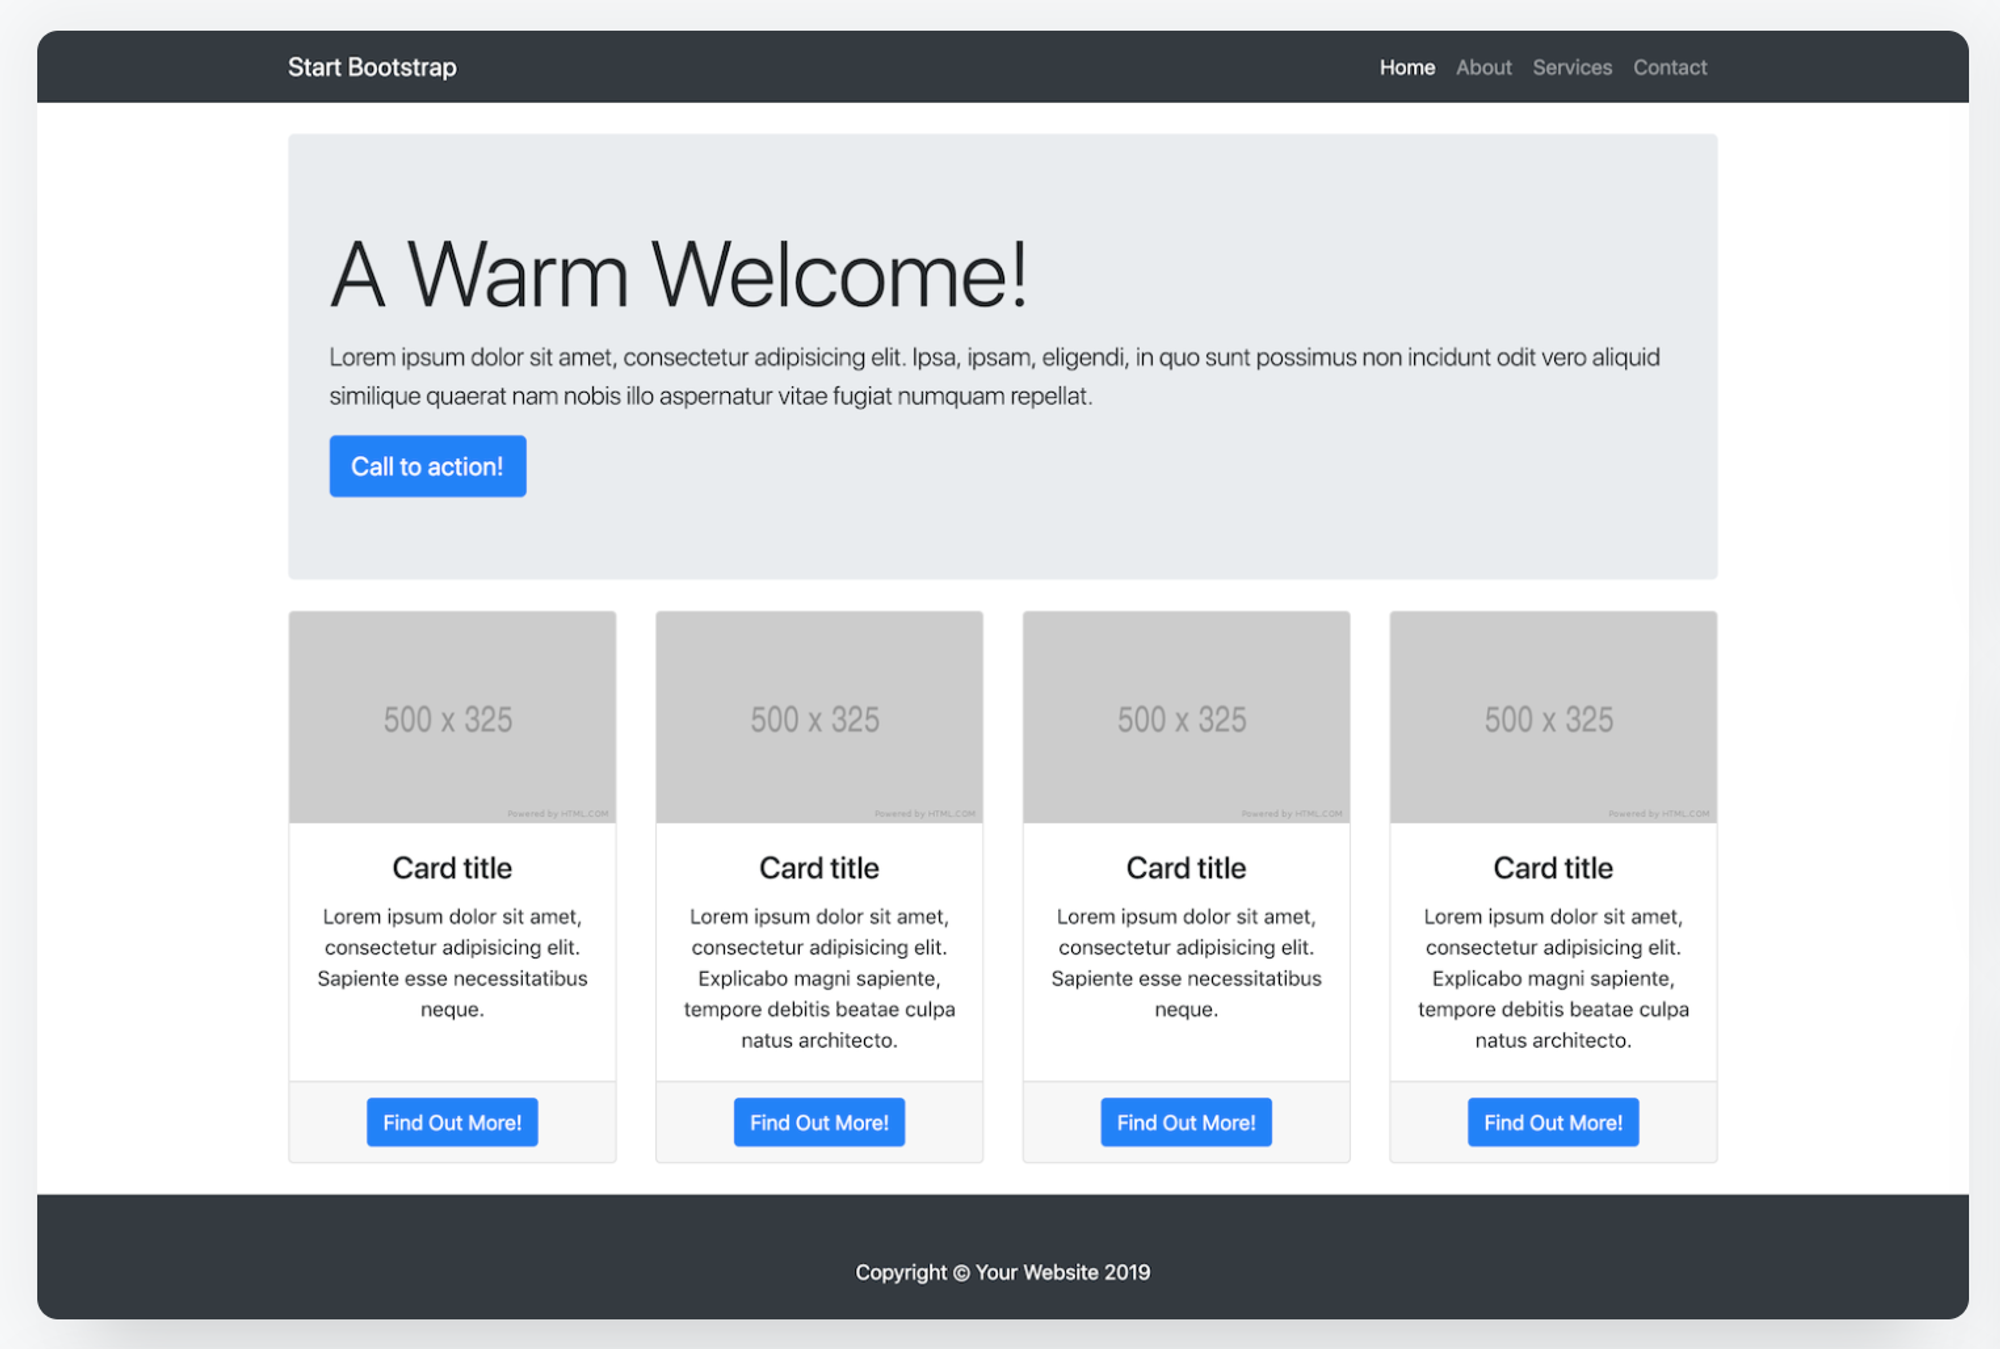 Start Bootstrap
Home About Services Contact
A Warm Welcome!
Lorem ipsum dolor sit amet, consectetur adipisicing elit. Ipsa, ipsam, eligendi, in quo sunt possimus non incidunt odit vero aliquid
similique quaerat nam nobis illo aspernatur vitae fugiat numquam repellat.
Call to action!
500 x 325
Powered by HTML.COM
Card title
Lorem ipsum dolor sit amet,
consectetur adipisicing elit.
Sapiente esse necessitatibus
neque.
Find Out More!
500 x 325
Powered by HTML.COM
Card title
Lorem ipsum dolor sit amet,
consectetur adipisicing elit.
Explicabo magni sapiente,
tempore debitis beatae culpa
natus architecto.
Find Out More!
500 x 325
Powered by HTML.COM
Card title
Lorem ipsum dolor sit amet,
consectetur adipisicing elit.
Sapiente esse necessitatibus
neque.
Find Out More!
500 x 325
Powered by HTML.COM
Card title
Lorem ipsum dolor sit amet,
consectetur adipisicing elit.
Explicabo magni sapiente,
tempore debitis beatae culpa
natus architecto.
Find Out More!
Copyright © Your Website 2019